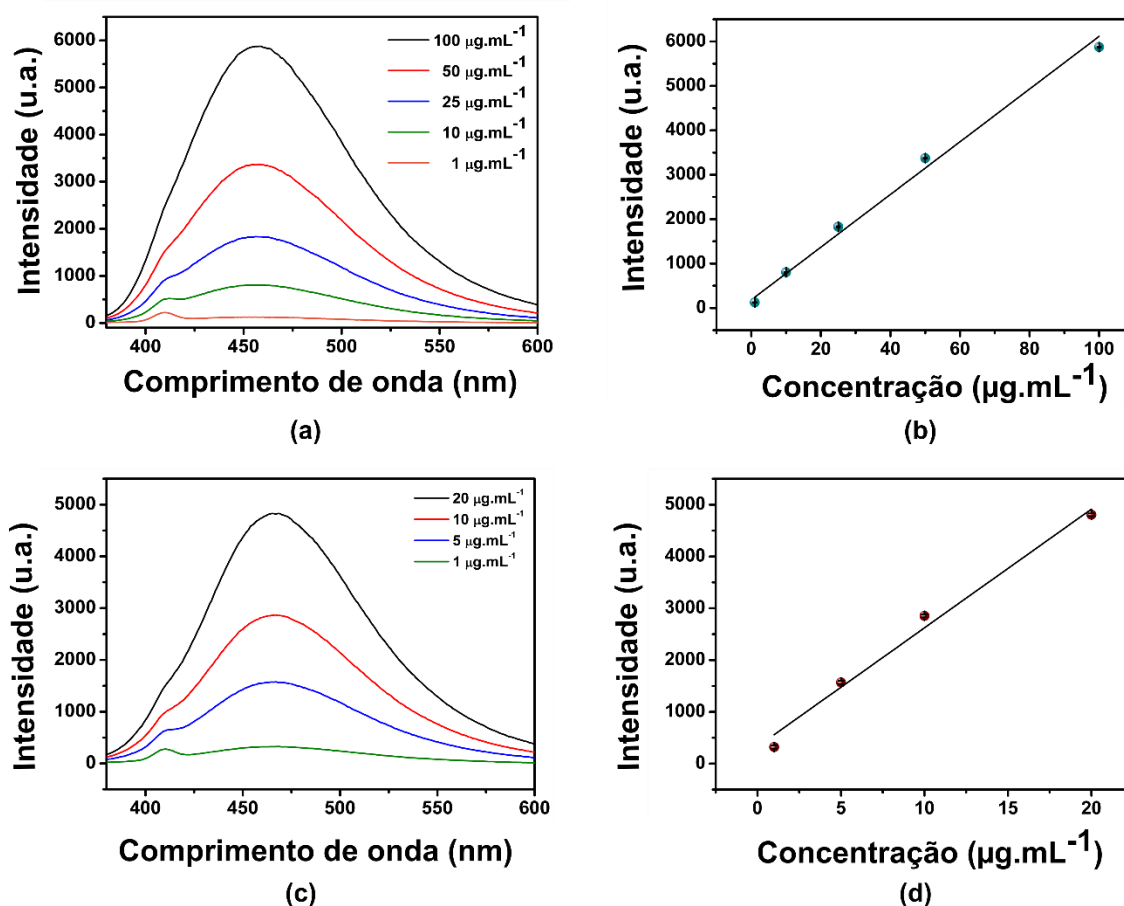 Intensidade (u.a.)
6000
5000
4000
3000
2000
1000
0
100 µg.mL⁻¹
50 µg.mL⁻¹
25 µg.mL⁻¹
10 µg.mL⁻¹
1 µg.mL⁻¹
400 450 500 550 600
Comprimento de onda (nm)
(a)
Intensidade (u.a.)
6000
5000
4000
3000
2000
1000
0
0 20 40 60 80 100
Concentração (µg.mL⁻¹)
(b)
Intensidade (u.a.)
5000
4000
3000
2000
1000
0
20 µg.mL⁻¹
10 µg.mL⁻¹
5 µg.mL⁻¹
1 µg.mL⁻¹
400 450 500 550 600
Comprimento de onda (nm)
(c)
Intensidade (u.a.)
5000
4000
3000
2000
1000
0
0 5 10 15 20
Concentração (µg.mL⁻¹)
(d)